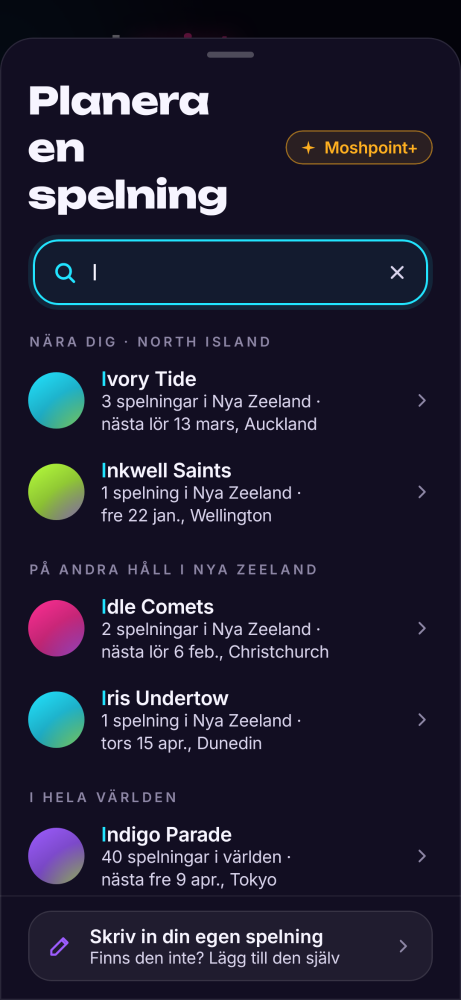 Planera
en
spelning
Moshpoint+
I
NÄRA DIG · NORTH ISLAND
Ivory Tide
3 spelningar i Nya Zeeland ·
nästa lör 13 mars, Auckland
Inkwell Saints
1 spelning i Nya Zeeland ·
fre 22 jan., Wellington
PÅ ANDRA HÅLL I NYA ZEELAND
Idle Comets
2 spelningar i Nya Zeeland ·
nästa lör 6 feb., Christchurch
Iris Undertow
1 spelning i Nya Zeeland ·
tors 15 apr., Dunedin
I HELA VÄRLDEN
Indigo Parade
40 spelningar i världen ·
nästa fre 9 apr., Tokyo
Skriv in din egen spelning
Finns den inte? Lägg till den själv